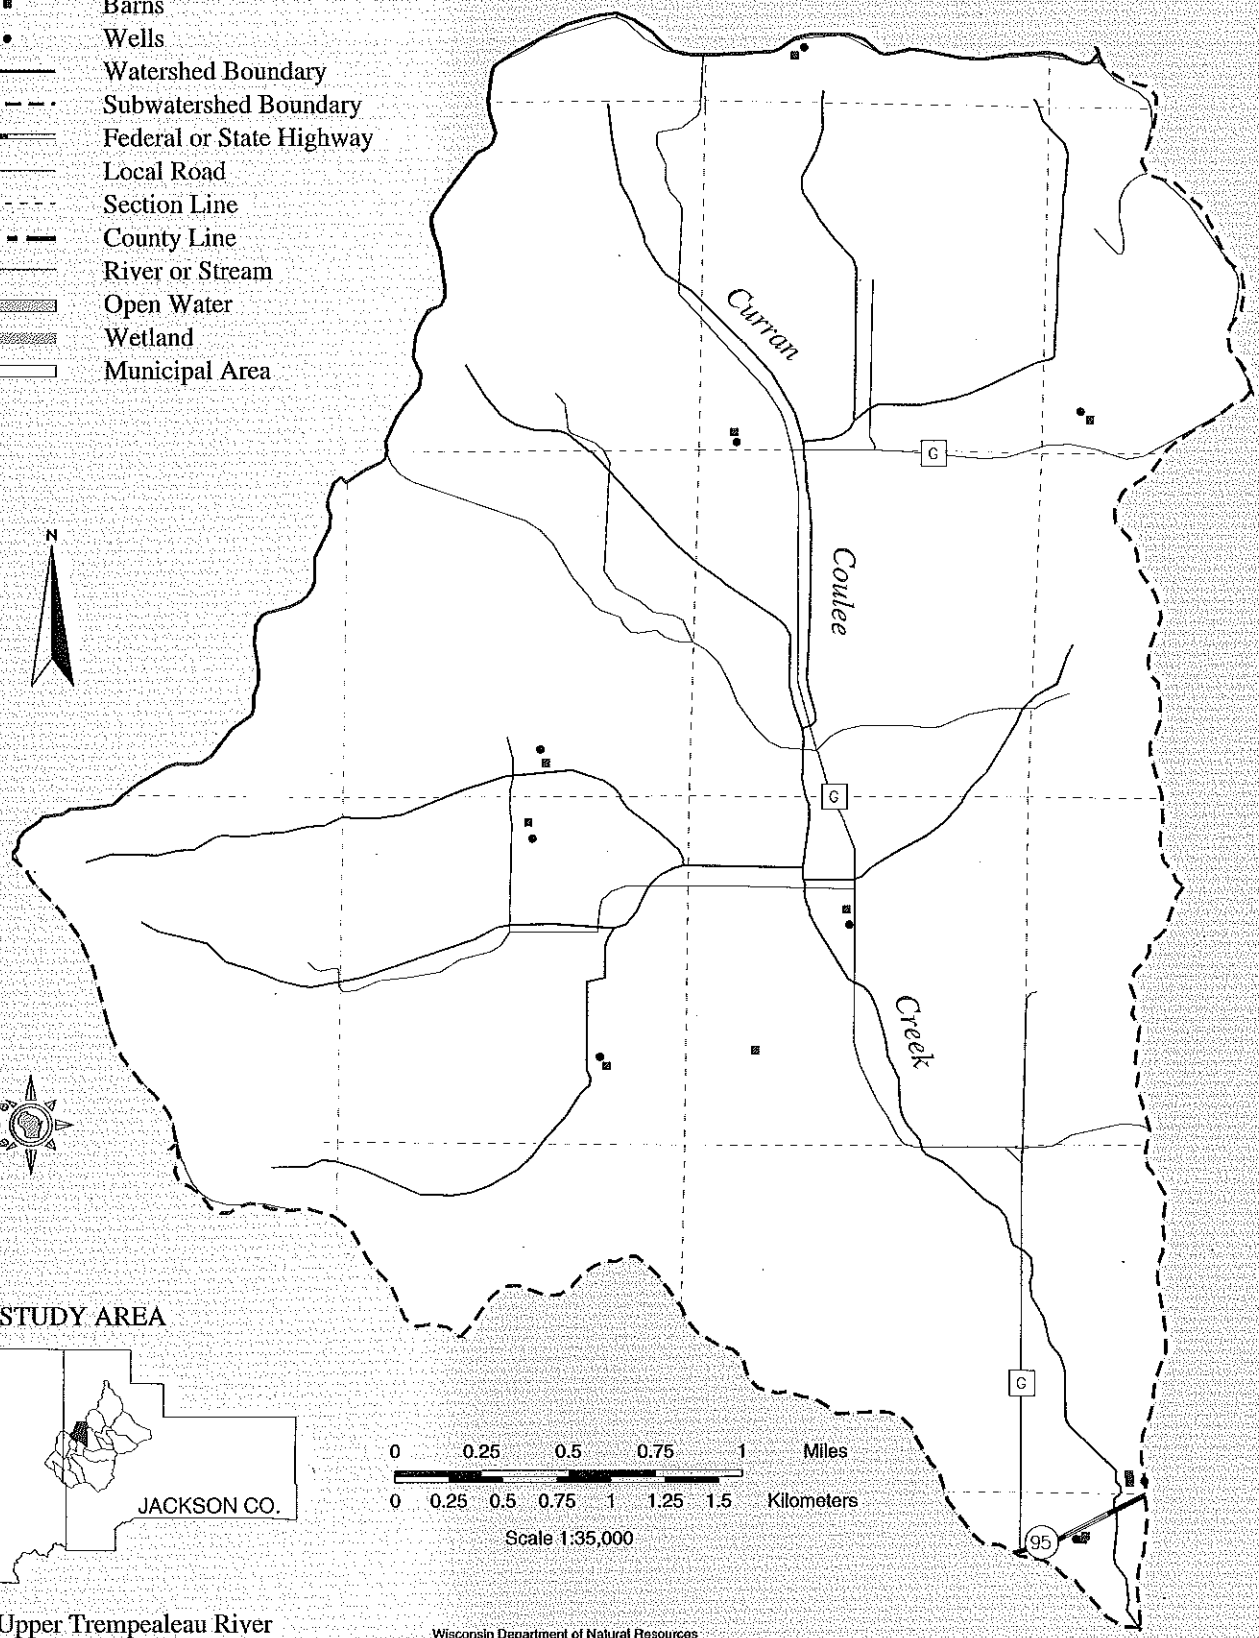 Barns
Wells
Watershed Boundary
Subwatershed Boundary
Federal or State Highway
Local Road
Section Line
County Line
River or Stream
Open Water
Wetland
Municipal Area
Curran
G
N
Coulee
G
Creek
STUDY AREA
G
JACKSON CO.
0 0.25 0.5 0.75 1 Miles
0 0.25 0.5 0.75 1 1.25 1.5 Kilometers
Scale 1:35,000
95
Upper Trempealeau River
Wisconsin Department of Natural Resources